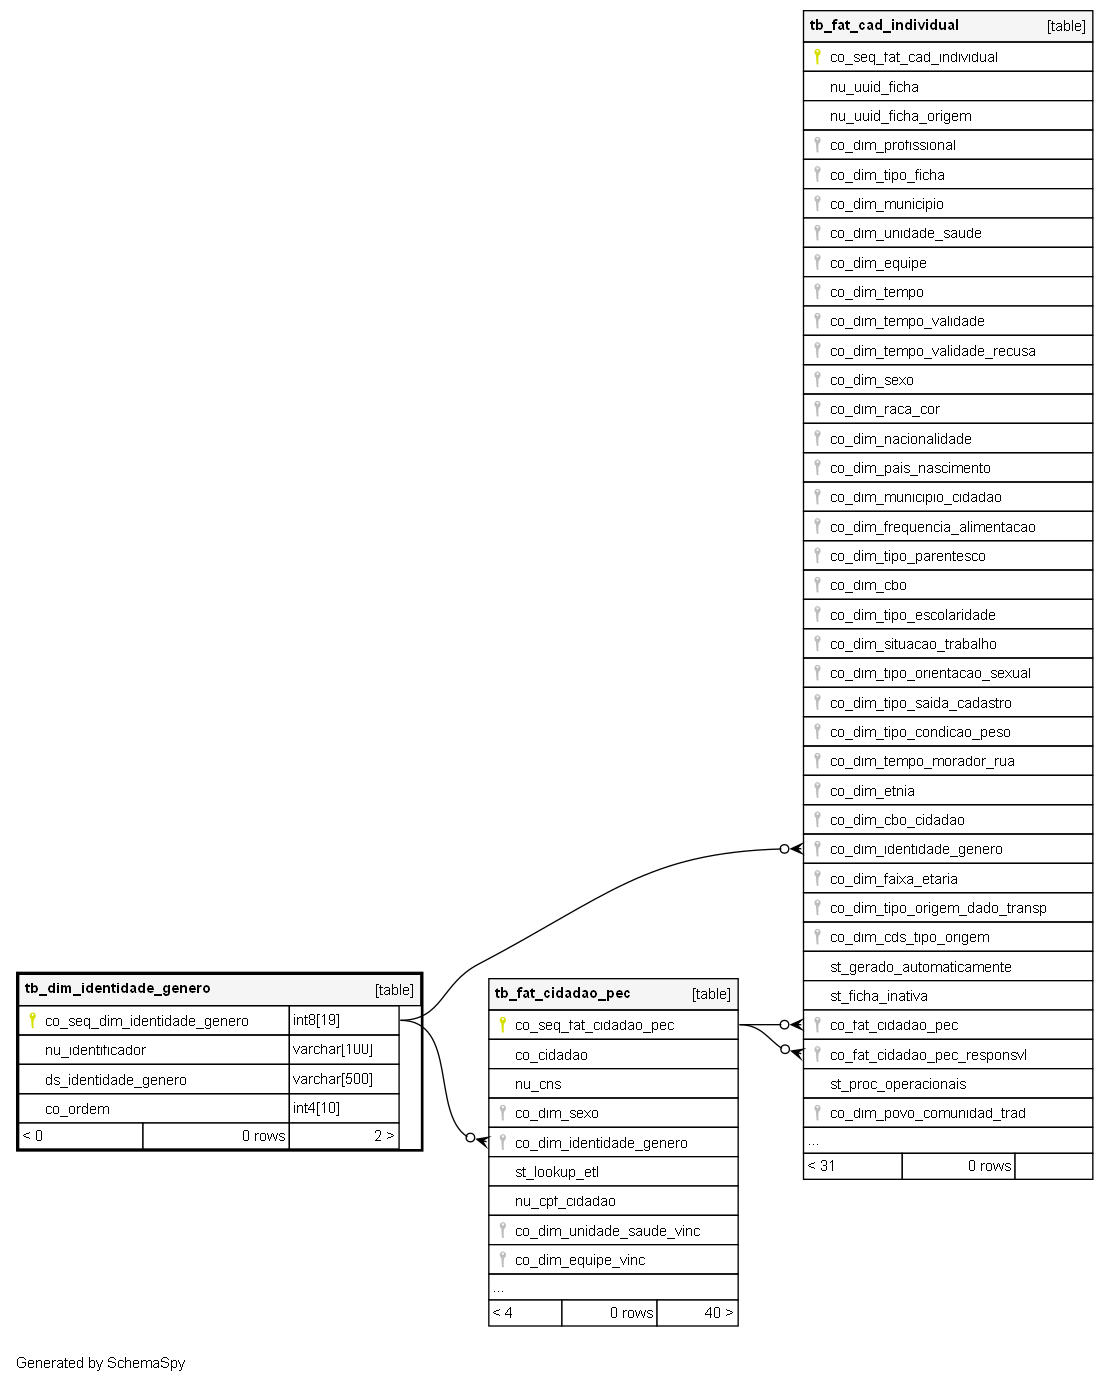 tb_fat_cad_individual [table]
co_seq_fat_cad_individual
nu_uuid_ficha
nu_uuid_ficha_origem
co_dim_profissional
co_dim_tipo_ficha
co_dim_municipio
co_dim_unidade_saude
co_dim_equipe
co_dim_tempo
co_dim_tempo_validade
co_dim_tempo_validade_recusa
co_dim_sexo
co_dim_raca_cor
co_dim_nacionalidade
co_dim_pais_nascimento
co_dim_municipio_cidadao
co_dim_frequencia_alimentacao
co_dim_tipo_parentesco
co_dim_cbo
co_dim_tipo_escolaridade
co_dim_situacao_trabalho
co_dim_tipo_orientacao_sexual
co_dim_tipo_saida_cadastro
co_dim_tipo_condicao_peso
co_dim_tempo_morador_rua
co_dim_etnia
co_dim_cbo_cidadao
co_dim_identidade_genero
co_dim_faixa_etaria
co_dim_tipo_origem_dado_transp
co_dim_cds_tipo_origem
st_gerado_automaticamente
st_ficha_inativa
co_fat_cidadao_pec
co_fat_cidadao_pec_responsvl
st_proc_operacionais
co_dim_povo_comunidad_trad
...
< 31 0 rows
tb_dim_identidade_genero [table]
co_seq_dim_identidade_genero int8[19]
nu_identificador varchar[100]
ds_identidade_genero varchar[500]
co_ordem int4[10]
< 0 0 rows 2 >
tb_fat_cidadao_pec [table]
co_seq_fat_cidadao_pec
co_cidadao
nu_cns
co_dim_sexo
co_dim_identidade_genero
st_lookup_etl
nu_cpf_cidadao
co_dim_unidade_saude_vinc
co_dim_equipe_vinc
...
< 4 0 rows 40 >
Generated by SchemaSpy